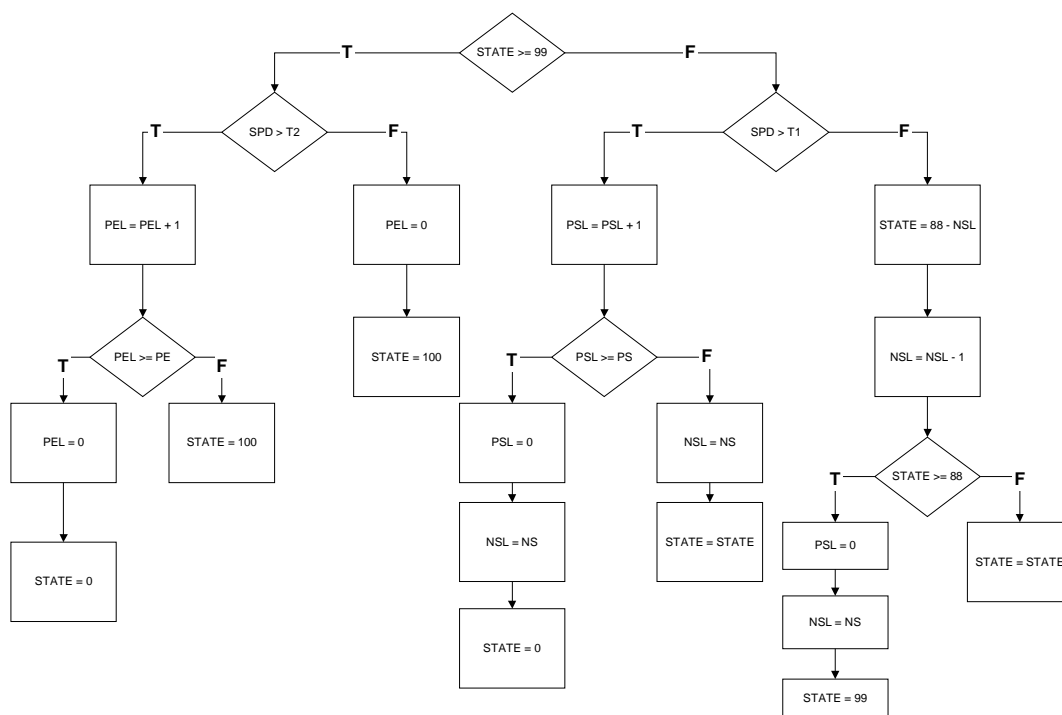 STATE >= 99
T
F
SPD > T2
SPD > T1
T
F
T
F
PEL = PEL + 1
PEL = 0
PSL = PSL + 1
STATE = 88 - NSL
PEL >= PE
STATE = 100
PSL >= PS
NSL = NSL - 1
T
F
T
F
PEL = 0
STATE = 100
PSL = 0
NSL = NS
STATE >= 88
T
F
NSL = NS
STATE = STATE
PSL = 0
STATE = STATE
STATE = 0
NSL = NS
STATE = 0
STATE = 99